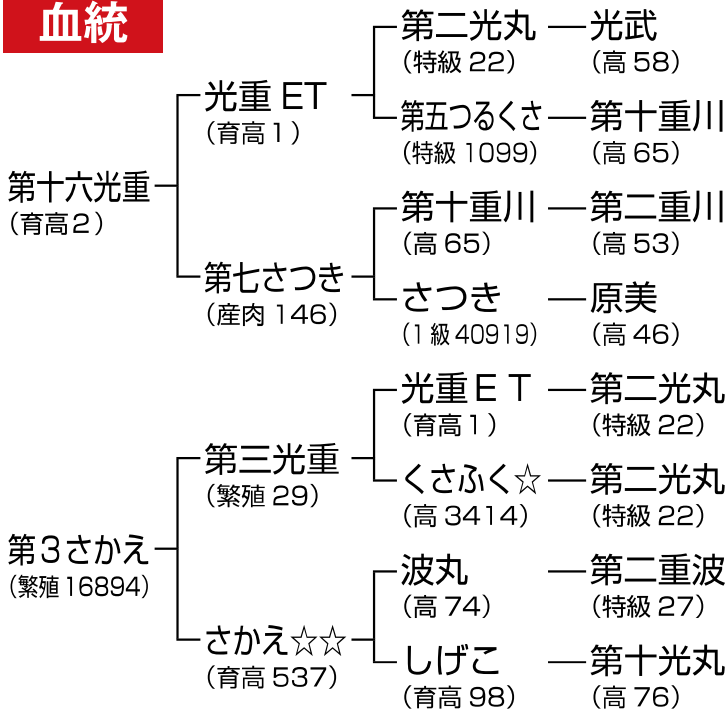 血統
第十六光重
（育高２）
光重 ET
（育高１）
第二光丸
（特級 22）
光武
（高 58）
第五つるくさ
（特級 1099）
第十重川
（高 65）
第七さつき
（産肉 146）
第十重川
（高 65）
第二重川
（高 53）
さつき
（1 級 40919）
原美
（高 46）
第３さかえ
（繁殖 16894）
第三光重
（繁殖 29）
光重ＥＴ
（育高１）
第二光丸
（特級 22）
くさふく☆
（高 3414）
第二光丸
（特級 22）
さかえ☆☆
（育高 537）
波丸
（高 74）
第二重波
（特級 27）
しげこ
（育高 98）
第十光丸
（高 76）